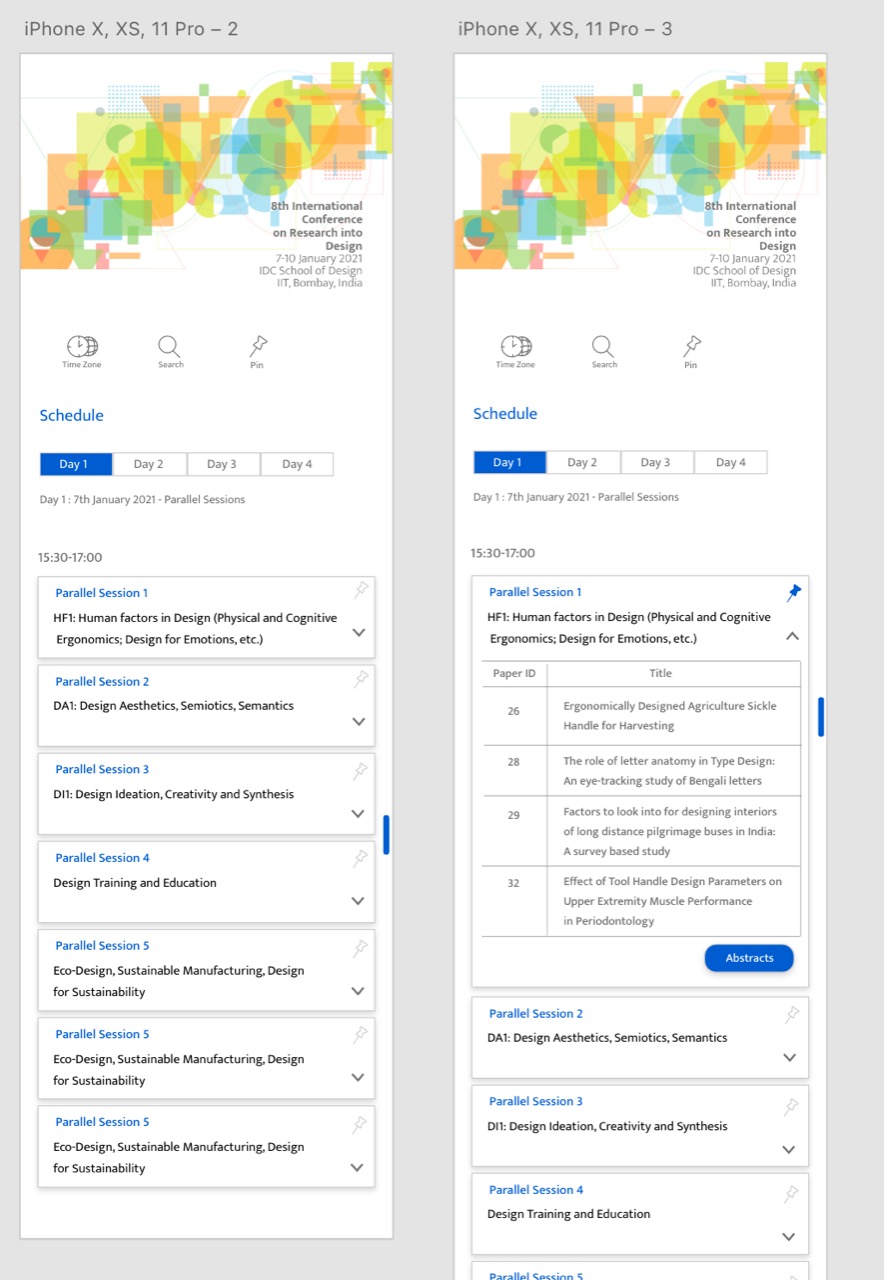 iPhone X, XS, 11 Pro – 2
8th International
Conference
on Research into
Design
7-10 January 2021
IDC School of Design
IIT, Bombay, India
Time Zone
Search
Pin
Schedule
Day 1
Day 2
Day 3
Day 4
Day 1 : 7th January 2021 - Parallel Sessions
15:30-17:00
Parallel Session 1
HF1: Human factors in Design (Physical and Cognitive
Ergonomics; Design for Emotions, etc.)
Parallel Session 2
DA1: Design Aesthetics, Semiotics, Semantics
Parallel Session 3
DI1: Design Ideation, Creativity and Synthesis
Parallel Session 4
Design Training and Education
Parallel Session 5
Eco-Design, Sustainable Manufacturing, Design
for Sustainability
Parallel Session 5
Eco-Design, Sustainable Manufacturing, Design
for Sustainability
Parallel Session 5
Eco-Design, Sustainable Manufacturing, Design
for Sustainability
iPhone X, XS, 11 Pro – 3
8th International
Conference
on Research into
Design
7-10 January 2021
IDC School of Design
IIT, Bombay, India
Time Zone
Search
Pin
Schedule
Day 1
Day 2
Day 3
Day 4
Day 1 : 7th January 2021 - Parallel Sessions
15:30-17:00
Parallel Session 1
HF1: Human factors in Design (Physical and Cognitive
Ergonomics; Design for Emotions, etc.)
Paper ID
Title
26
Ergonomically Designed Agriculture Sickle
Handle for Harvesting
28
The role of letter anatomy in Type Design:
An eye-tracking study of Bengali letters
29
Factors to look into for designing interiors
of long distance pilgrimage buses in India:
A survey based study
32
Effect of Tool Handle Design Parameters on
Upper Extremity Muscle Performance
in Periodontology
Abstracts
Parallel Session 2
DA1: Design Aesthetics, Semiotics, Semantics
Parallel Session 3
DI1: Design Ideation, Creativity and Synthesis
Parallel Session 4
Design Training and Education
Parallel Session 5